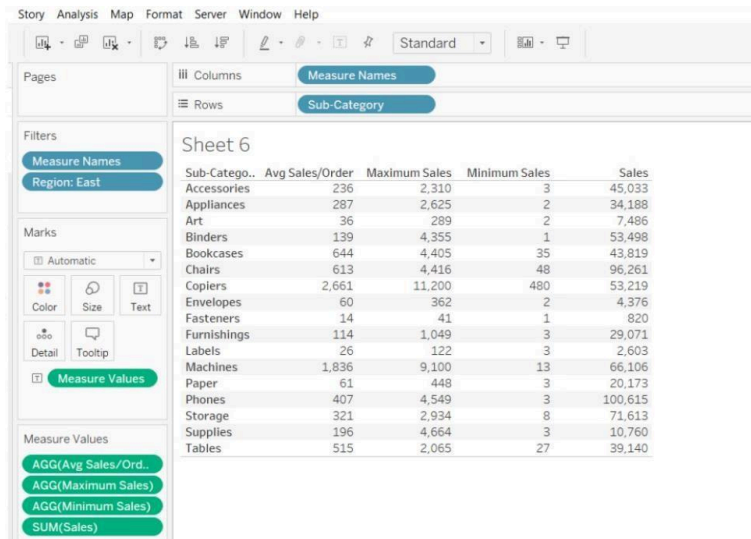 Story Analysis Map Format Server Window Help
Standard
Pages
iii Columns Measure Names
Rows Sub-Category
Filters
Measure Names
Region: East
Sheet 6
Sub-Catego.. Avg Sales/Order Maximum Sales Minimum Sales Sales
Accessories 236 2,310 3 45,033
Appliances 287 2,625 2 34,188
Art 36 289 2 7,486
Binders 139 4,355 1 53,498
Bookcases 644 4,405 35 43,819
Chairs 613 4,416 48 96,261
Copiers 2,661 11,200 480 53,219
Envelopes 60 362 2 4,376
Fasteners 14 41 1 820
Furnishings 114 1,049 3 29,071
Labels 26 122 3 2,603
Machines 1,836 9,100 13 66,106
Paper 61 448 3 20,173
Phones 407 4,549 3 100,615
Storage 321 2,934 8 71,613
Supplies 196 4,664 3 10,760
Tables 515 2,065 27 39,140
Marks
T Automatic
Color Size Text
Detail Tooltip
T Measure Values
Measure Values
AGG(Avg Sales/Ord..
AGG(Maximum Sales)
AGG(Minimum Sales)
SUM(Sales)